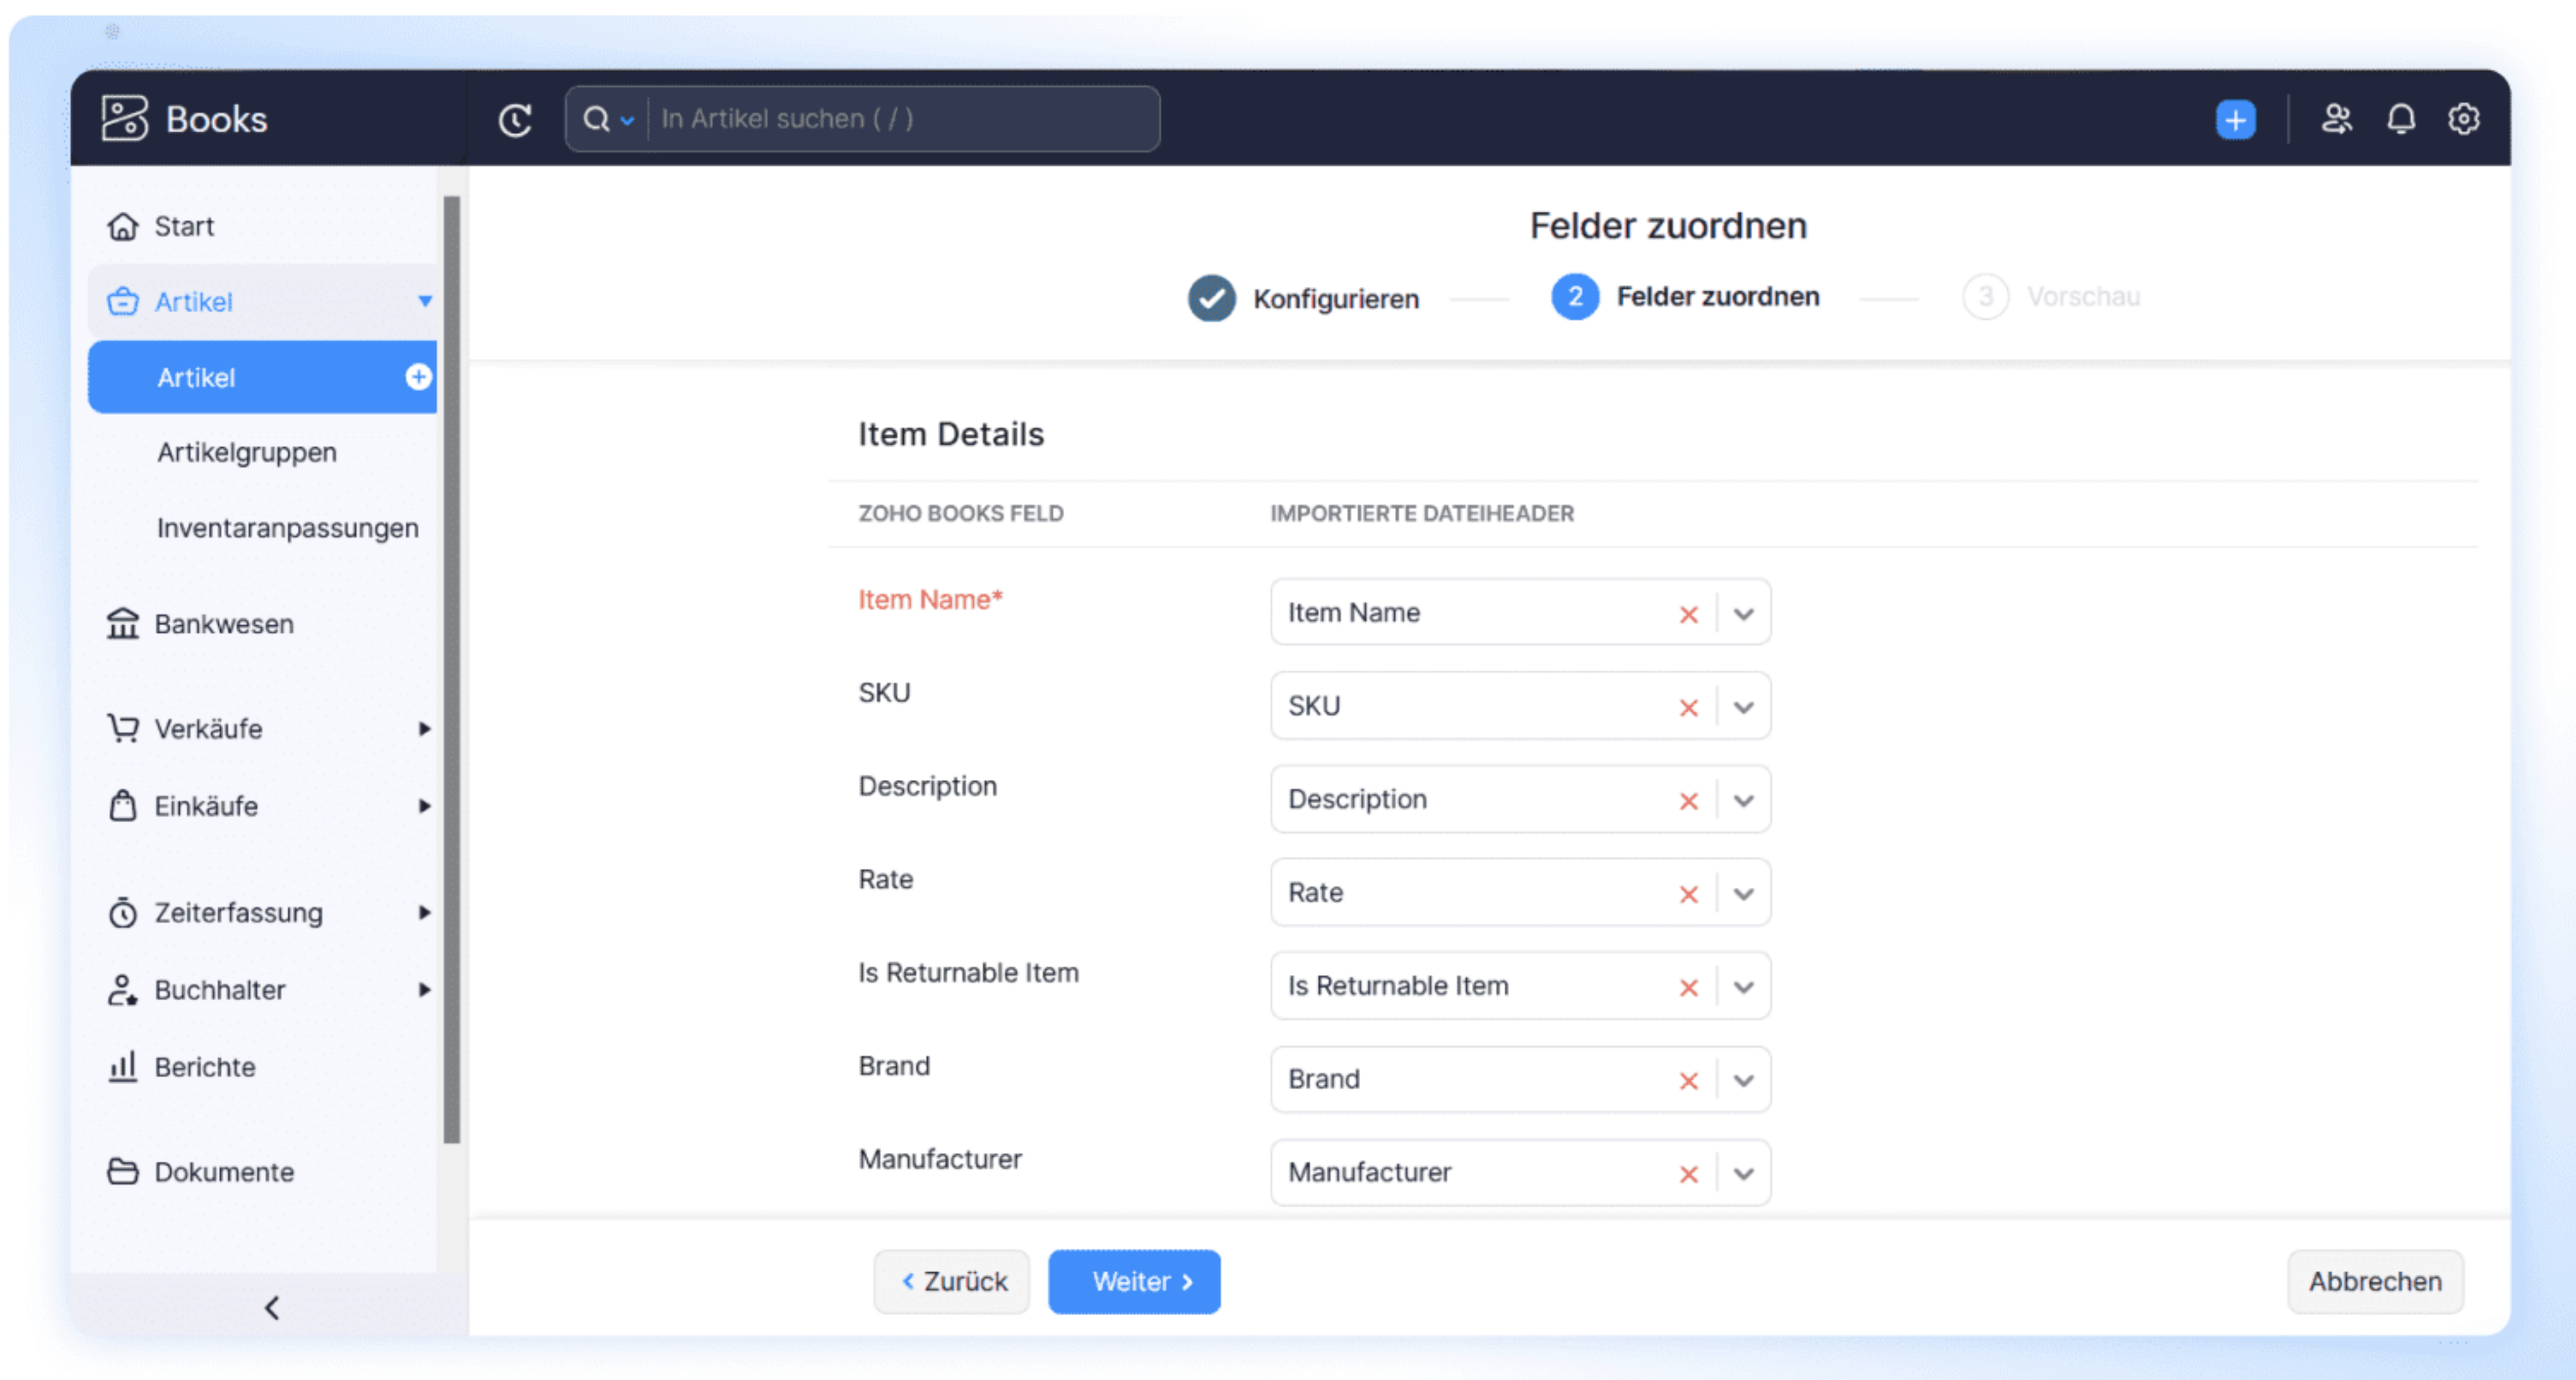 Books
In Artikel suchen ( / )
Start
Artikel
Artikel
Artikelgruppen
Inventaranpassungen
Bankwesen
Verkäufe
Einkäufe
Zeiterfassung
Buchhalter
Berichte
Dokumente
Felder zuordnen
Konfigurieren
2 Felder zuordnen
3 Vorschau
Item Details
ZOHO BOOKS FELD IMPORTIERTE DATEIHEADER
Item Name* Item Name
SKU SKU
Description Description
Rate Rate
Is Returnable Item Is Returnable Item
Brand Brand
Manufacturer Manufacturer
Zurück Weiter Abbrechen